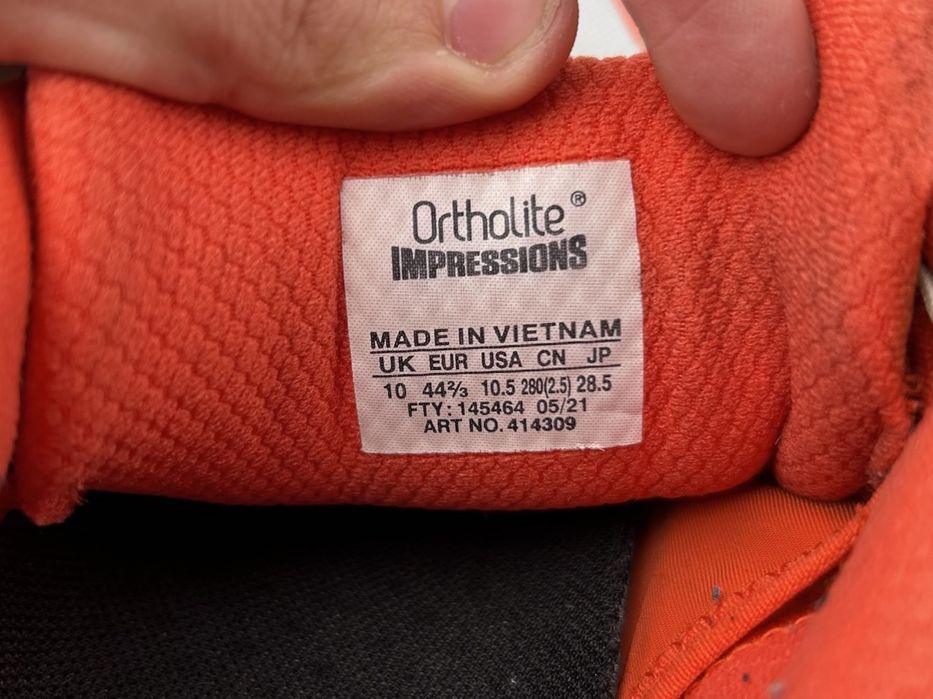 Ortholite®
IMPRESSIONS
MADE IN VIETNAM
UK EUR USA CN JP
10 44⅔ 10.5 280(2.5) 28.5
FTY: 145464 05/21
ART NO. 414309